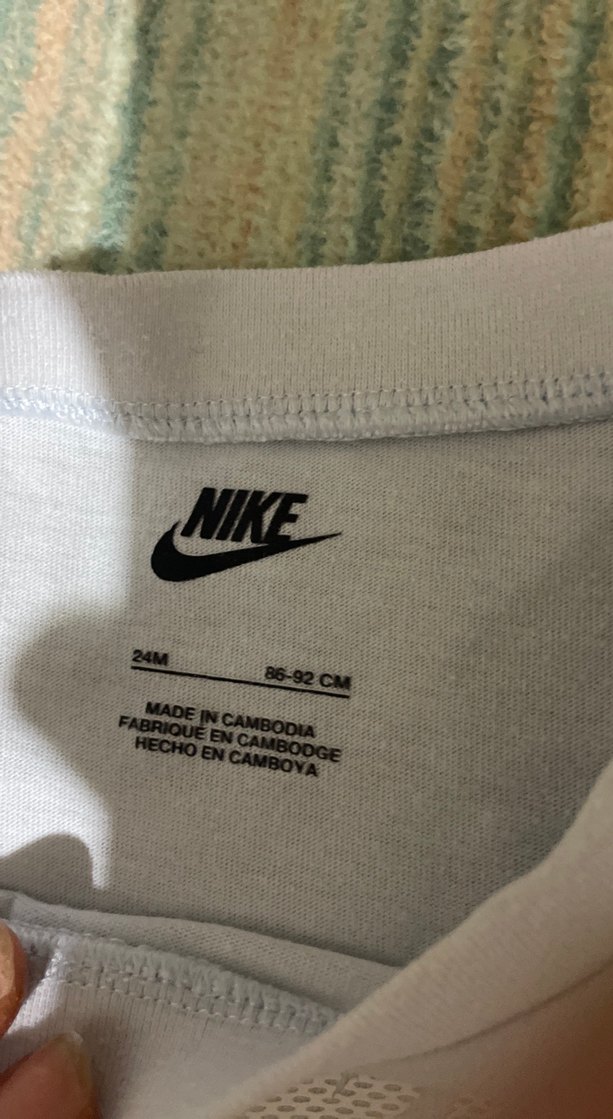 NIKE
24M 86-92 CM
MADE IN CAMBODIA
FABRIQUÉ EN CAMBODGE
HECHO EN CAMBOYA